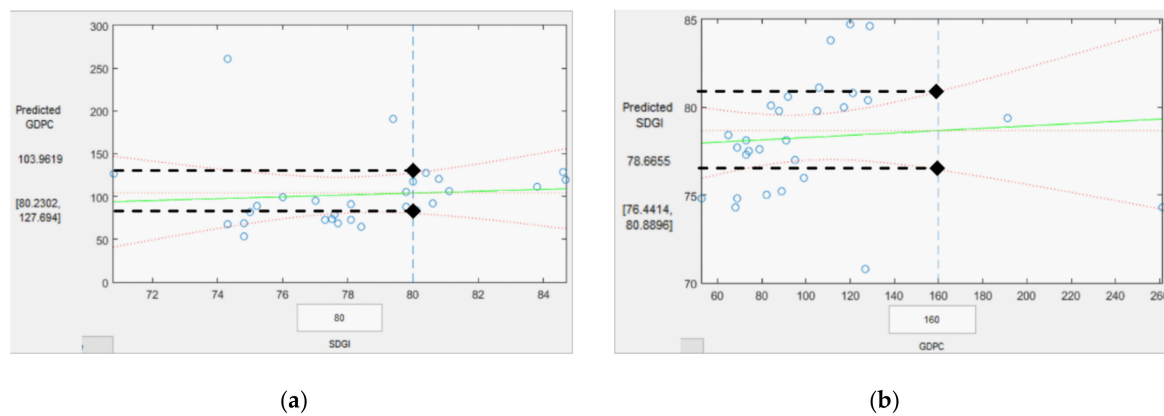 300
250
200
150
100
50
0
Predicted
GDPC
103.9619
[80.2302,
127.694]
72 74 76 78 80 82 84
80
SDGI
(a)
85
80
75
70
Predicted
SDGI
78.6655
[76.4414,
80.8896]
60 80 100 120 140 160 180 200 220 240 260
160
GDPC
(b)